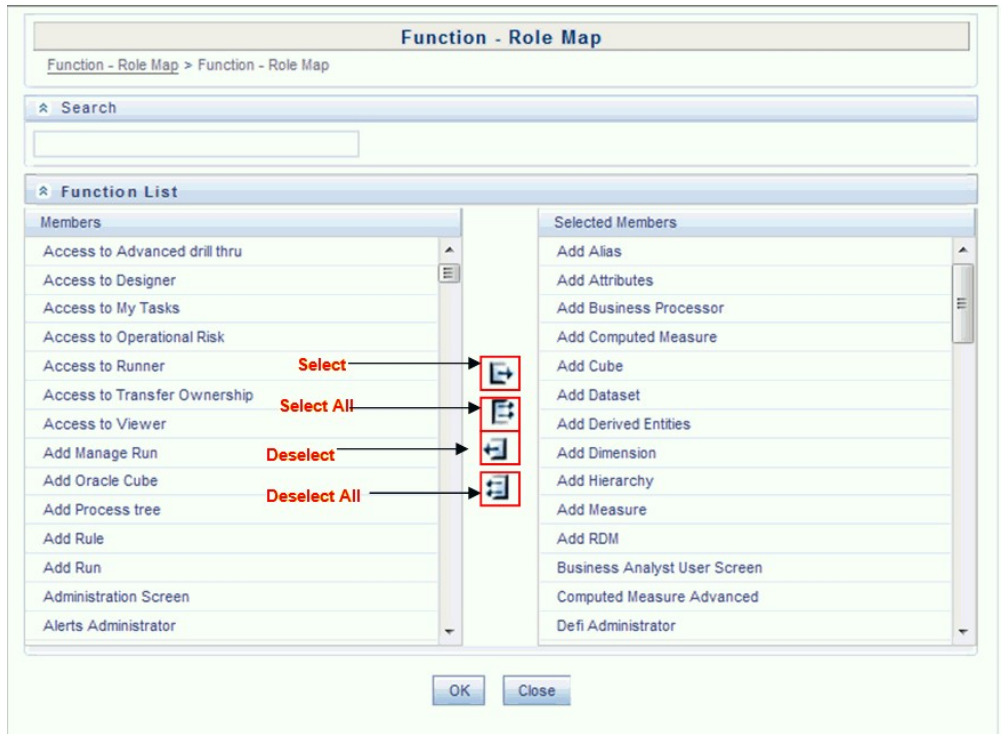 Function - Role Map
Function - Role Map > Function - Role Map
Search
Function List
Members
Access to Advanced drill thru
Access to Designer
Access to My Tasks
Access to Operational Risk
Access to Runner
Access to Transfer Ownership
Access to Viewer
Add Manage Run
Add Oracle Cube
Add Process tree
Add Rule
Add Run
Administration Screen
Alerts Administrator
Select
Select All
Deselect
Deselect All
Selected Members
Add Alias
Add Attributes
Add Business Processor
Add Computed Measure
Add Cube
Add Dataset
Add Derived Entities
Add Dimension
Add Hierarchy
Add Measure
Add RDM
Business Analyst User Screen
Computed Measure Advanced
Defi Administrator
OK
Close